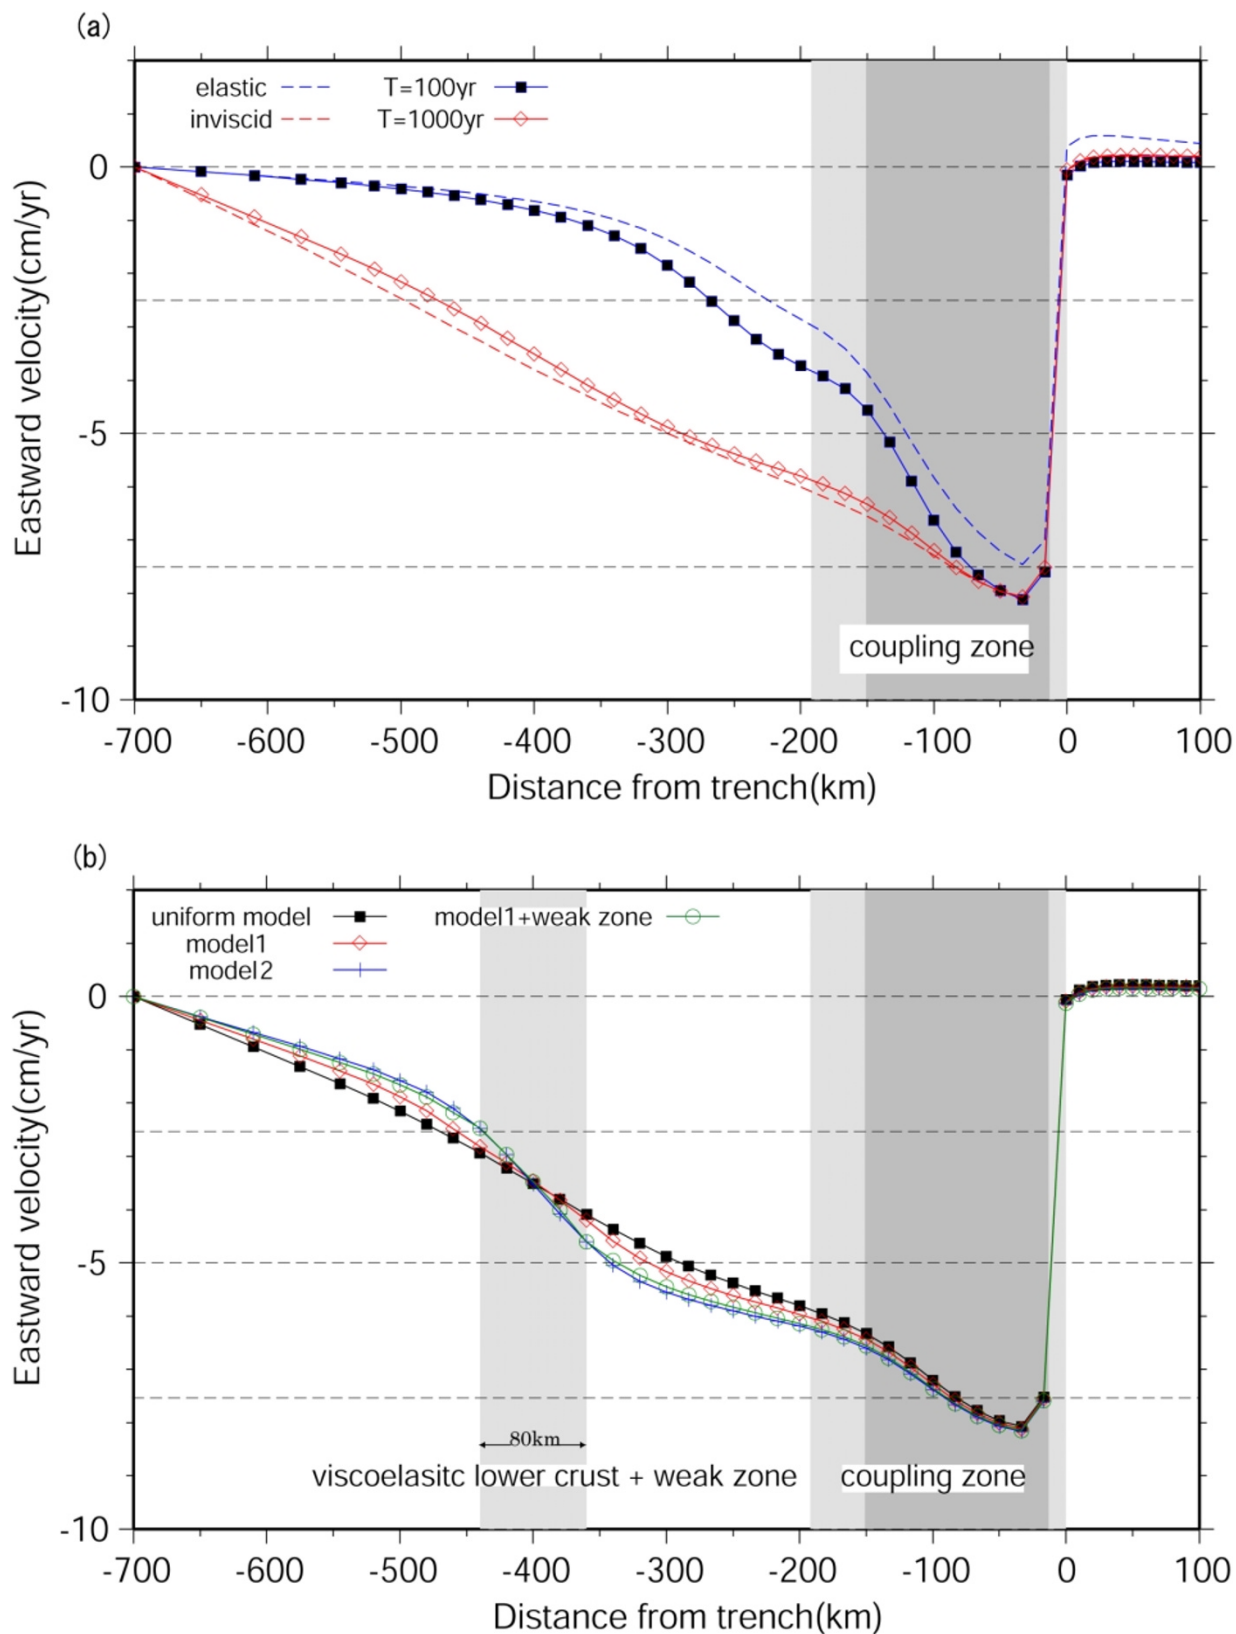 (a)
elastic T=100yr
inviscid T=1000yr
0
-5
-10
Eastward velocity(cm/yr)
coupling zone
-700 -600 -500 -400 -300 -200 -100 0 100
Distance from trench(km)
(b)
uniform model model1+weak zone
model1
model2
0
-5
-10
Eastward velocity(cm/yr)
80km
viscoelasitc lower crust + weak zone coupling zone
-700 -600 -500 -400 -300 -200 -100 0 100
Distance from trench(km)